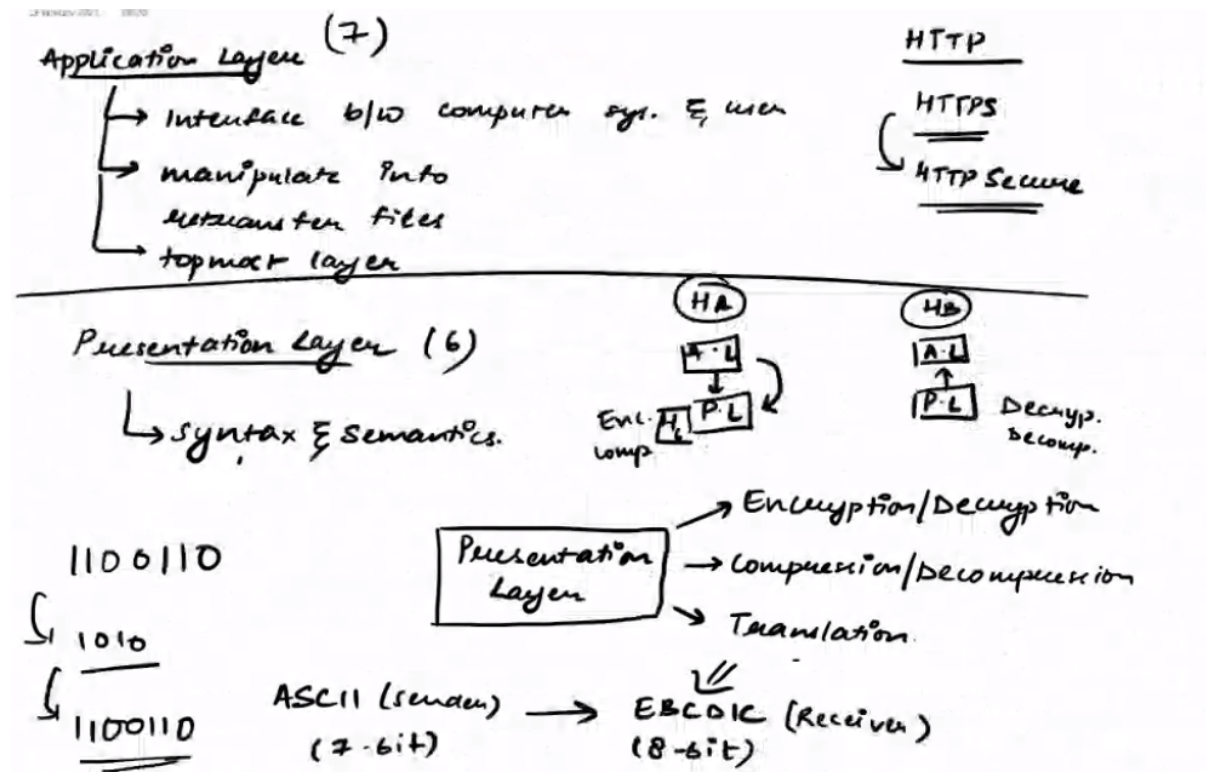 Application Layer (7)
Interface b/w computer sys. & user
manipulate info
retransfer files
topmost layer
HTTP
HTTPS
HTTP Secure
Presentation Layer (6)
syntax & semantics.
HA
A.L
P.L
Enc.
comp
HB
A.L
P.L
Decryp.
Decomp.
Presentation
Layer
Encryption/Decryption
Compression/Decompression
Translation
1100110
1010
1100110
ASCII (sender)
(7-bit)
EBCDIC (Receiver)
(8-bit)